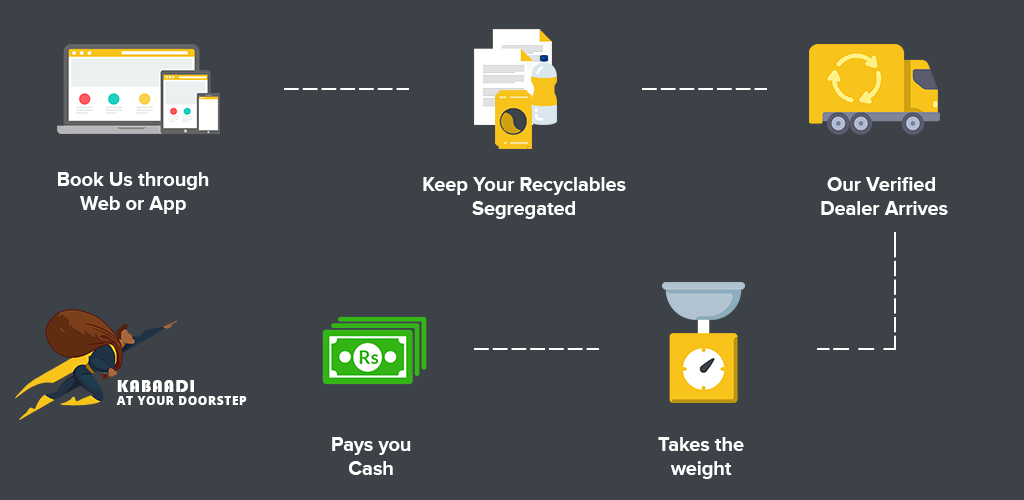 Book Us through
Web or App
Keep Your Recyclables
Segregated
Our Verified
Dealer Arrives
KABAADI
AT YOUR DOORSTEP
Rs
Pays you
Cash
Takes the
weight